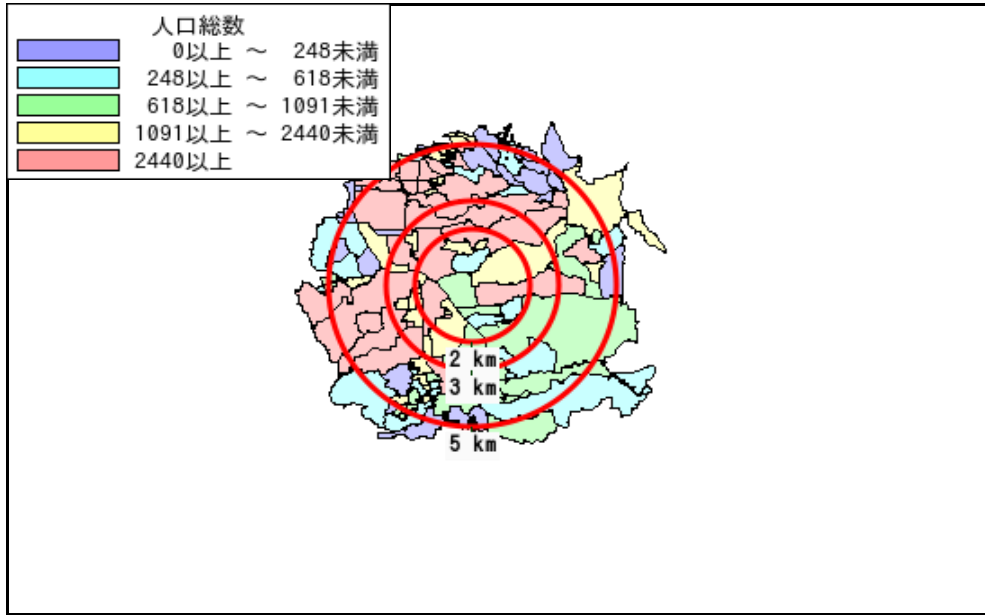 人口総数
0以上 ～ 248未満
248以上 ～ 618未満
618以上 ～ 1091未満
1091以上 ～ 2440未満
2440以上
2 km
3 km
5 km